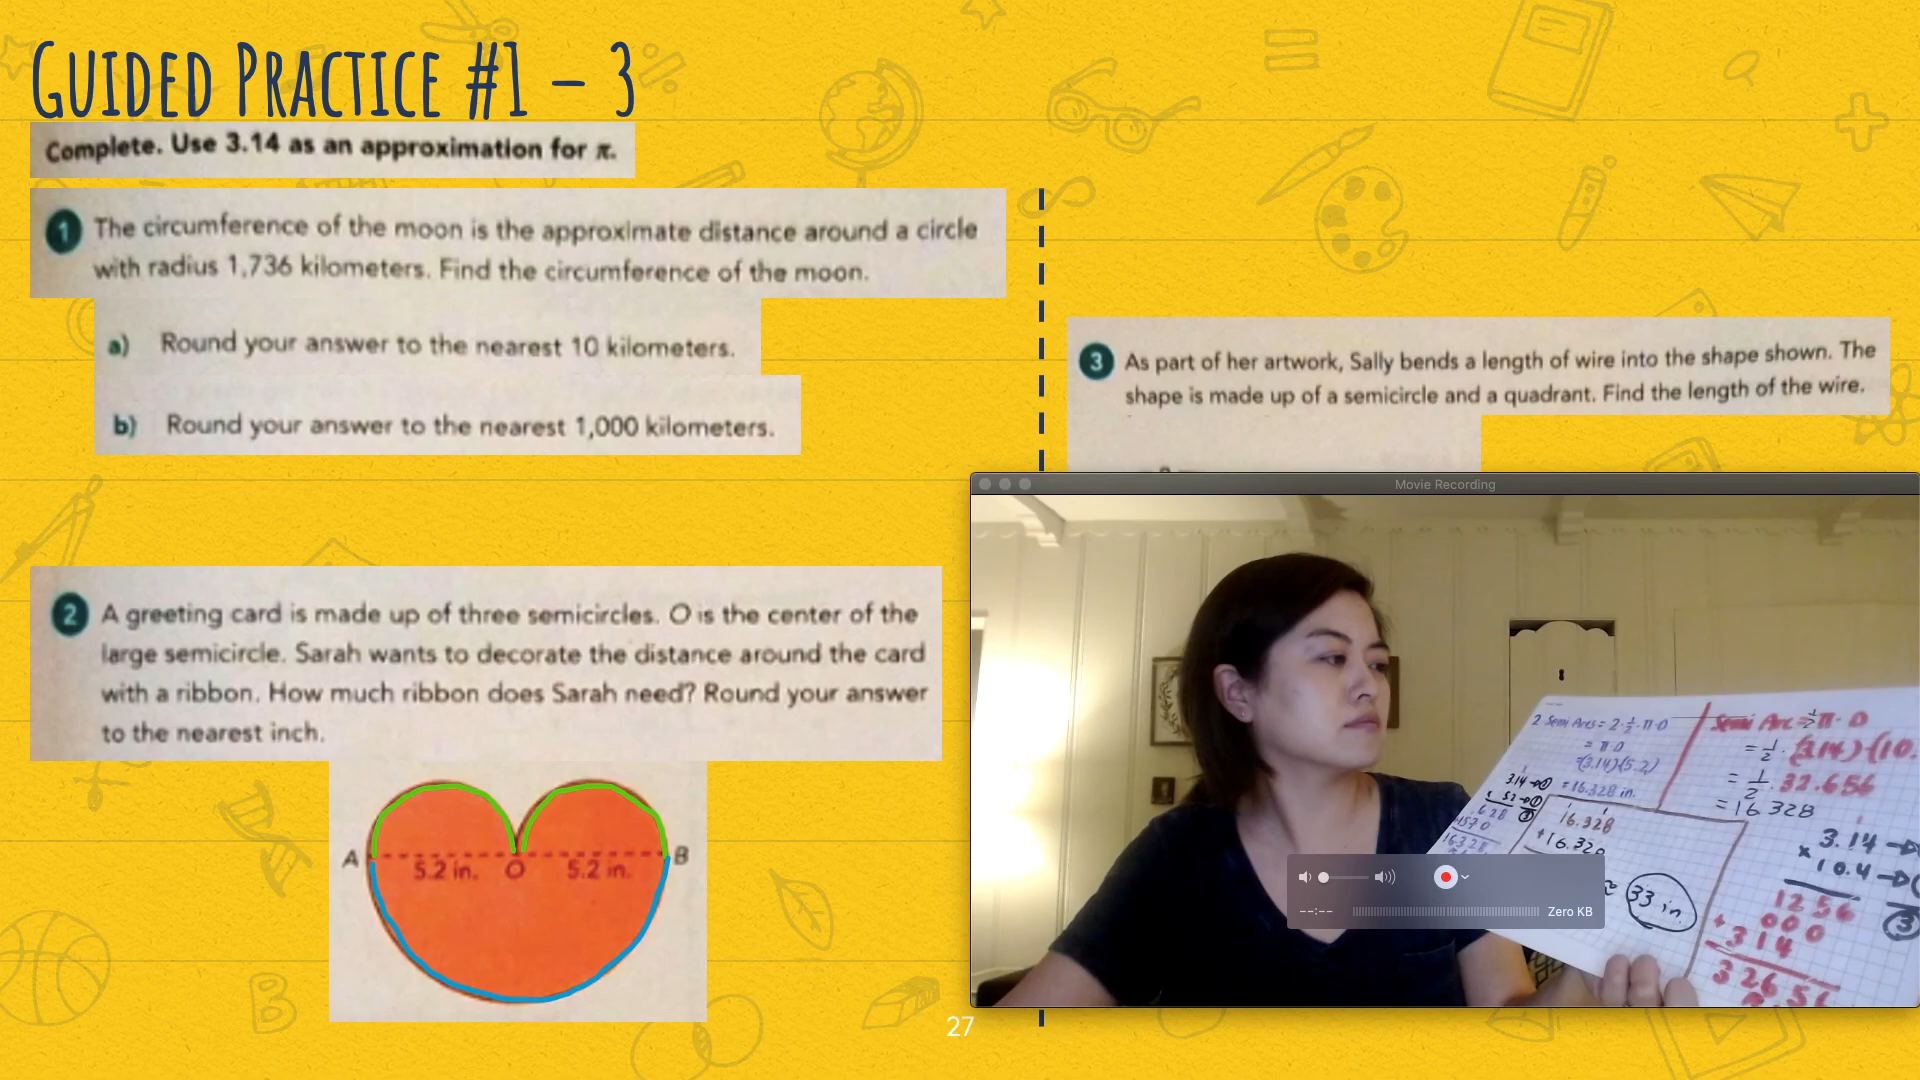 GUIDED PRACTICE #1 – 3
Complete. Use 3.14 as an approximation for π.
1 The circumference of the moon is the approximate distance around a circle
with radius 1,736 kilometers. Find the circumference of the moon.
a) Round your answer to the nearest 10 kilometers.
b) Round your answer to the nearest 1,000 kilometers.
2 A greeting card is made up of three semicircles. O is the center of the
large semicircle. Sarah wants to decorate the distance around the card
with a ribbon. How much ribbon does Sarah need? Round your answer
to the nearest inch.
A 5.2 in. O 5.2 in. B
27
3 As part of her artwork, Sally bends a length of wire into the shape shown. The
shape is made up of a semicircle and a quadrant. Find the length of the wire.
Movie Recording
2 Semi Arcs = 2·½·π·D
= π·D
=(3.14)(5.2)
= 16.328 in.
16.328
33 in.
Semi Arc = ½π·D
= ½·(3.14)(10.
= ½·32.656
= 16 328
3.14
× 10.4
1256
000
+ 314
3265
--:-- Zero KB